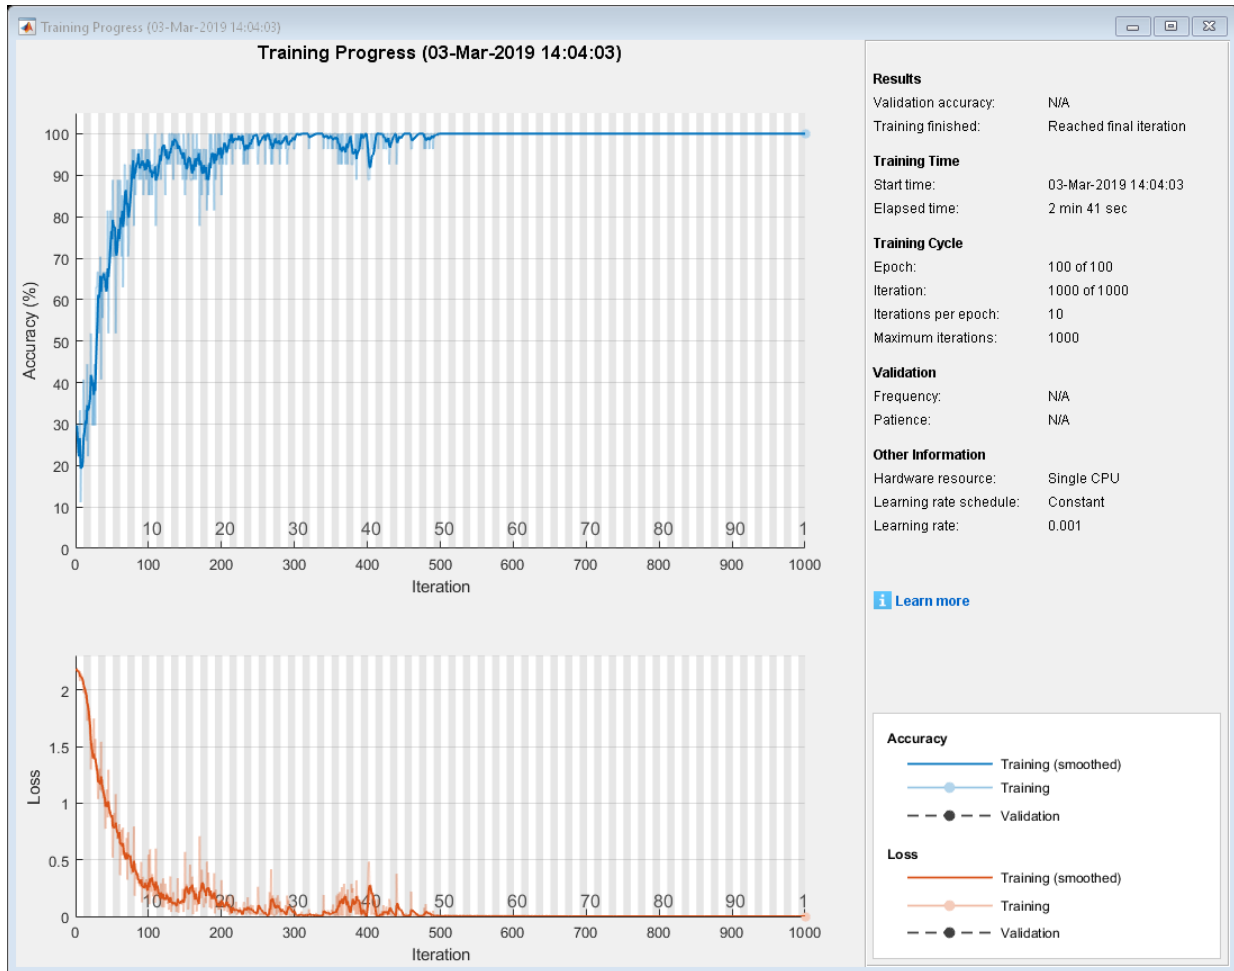 Training Progress (03-Mar-2019 14:04:03)
Training Progress (03-Mar-2019 14:04:03)
Accuracy (%)
100
90
80
70
60
50
40
30
20
10
0
10 20 30 40 50 60 70 80 90 1
0 100 200 300 400 500 600 700 800 900 1000
Iteration
Loss
2
1.5
1
0.5
0
10 20 30 40 50 60 70 80 90 1
0 100 200 300 400 500 600 700 800 900 1000
Iteration
Results
Validation accuracy: N/A
Training finished: Reached final iteration
Training Time
Start time: 03-Mar-2019 14:04:03
Elapsed time: 2 min 41 sec
Training Cycle
Epoch: 100 of 100
Iteration: 1000 of 1000
Iterations per epoch: 10
Maximum iterations: 1000
Validation
Frequency: N/A
Patience: N/A
Other Information
Hardware resource: Single CPU
Learning rate schedule: Constant
Learning rate: 0.001
i Learn more
Accuracy
Training (smoothed)
Training
Validation
Loss
Training (smoothed)
Training
Validation